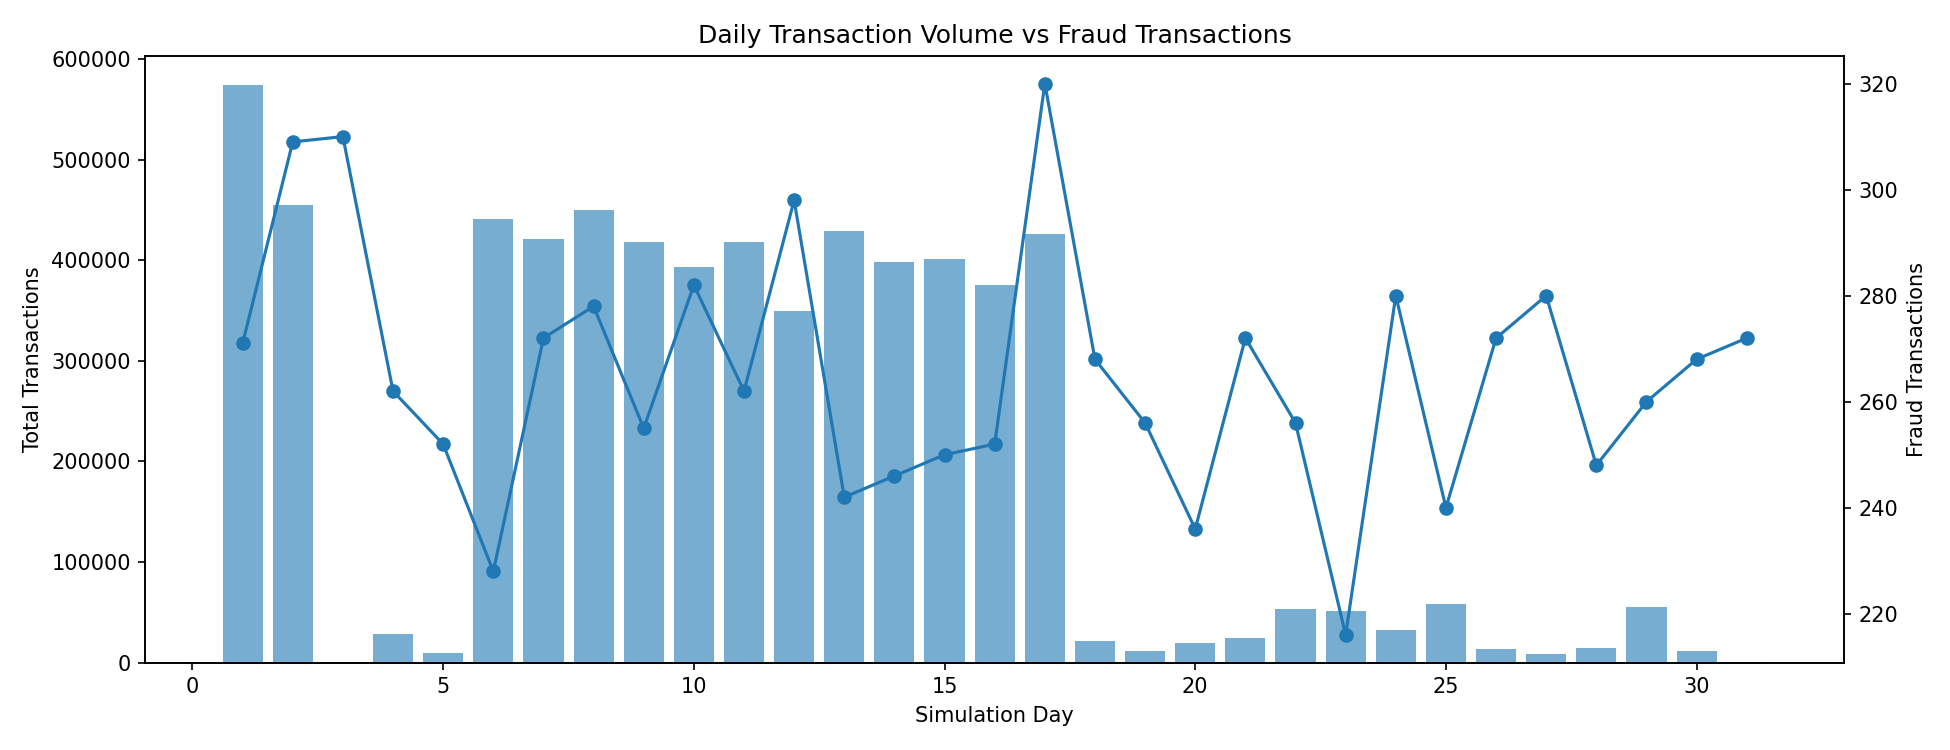 Daily Transaction Volume vs Fraud Transactions
600000
500000
400000
300000
200000
100000
0
Total Transactions
320
300
280
260
240
220
Fraud Transactions
0 5 10 15 20 25 30
Simulation Day